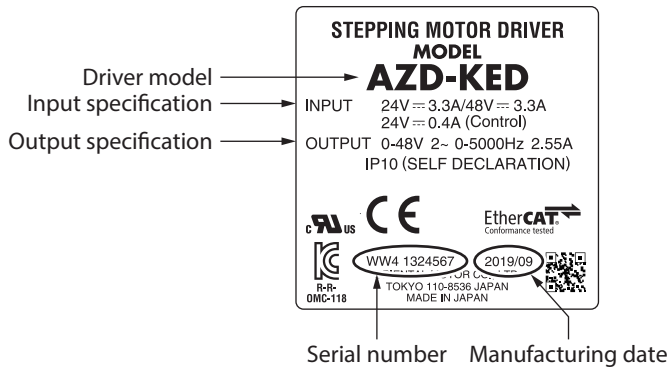 STEPPING MOTOR DRIVER
MODEL
Driver model
AZD-KED
Input specification
INPUT 24V⎓3.3A/48V⎓3.3A
24V⎓0.4A (Control)
Output specification
OUTPUT 0-48V 2~ 0-5000Hz 2.55A
IP10 (SELF DECLARATION)
c RU US
CE
EtherCAT®
Conformance tested
WW4 1324567 2019/09
R-R-
OMC-118
TOKYO 110-8536 JAPAN
MADE IN JAPAN
Serial number Manufacturing date